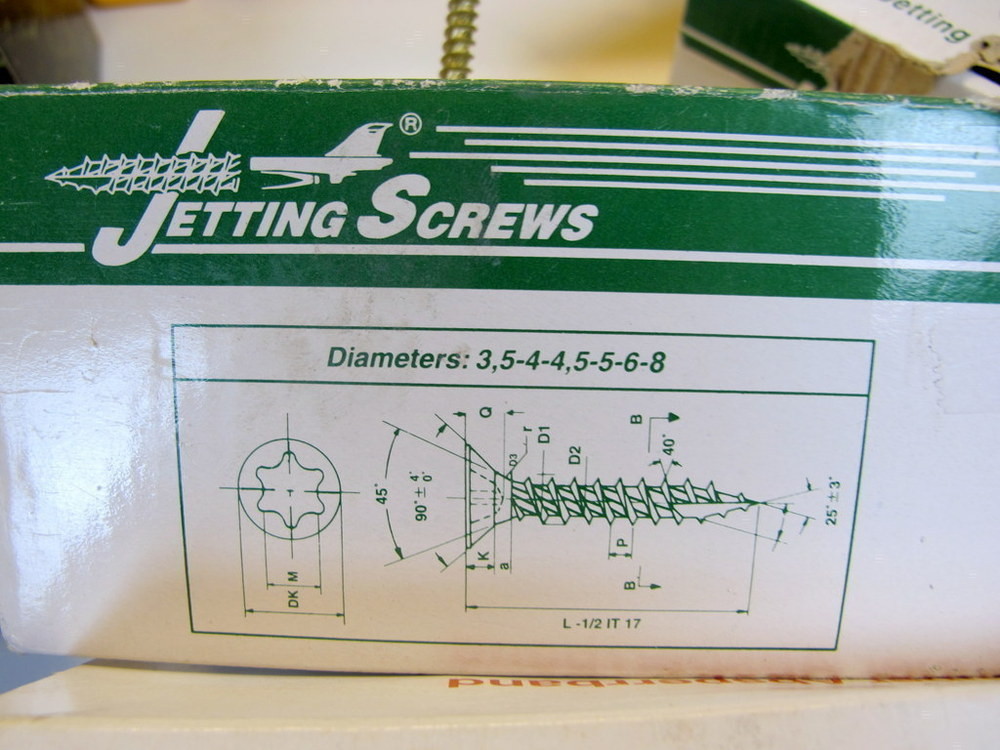 etting
®
JETTING SCREWS
Diameters: 3,5-4-4,5-5-6-8
Q
r
D1
D3
D2
B
40°
45°
90° ± 4° 0°
25° ± 3°
K
a
P
B
M
DK
L -1/2 IT 17